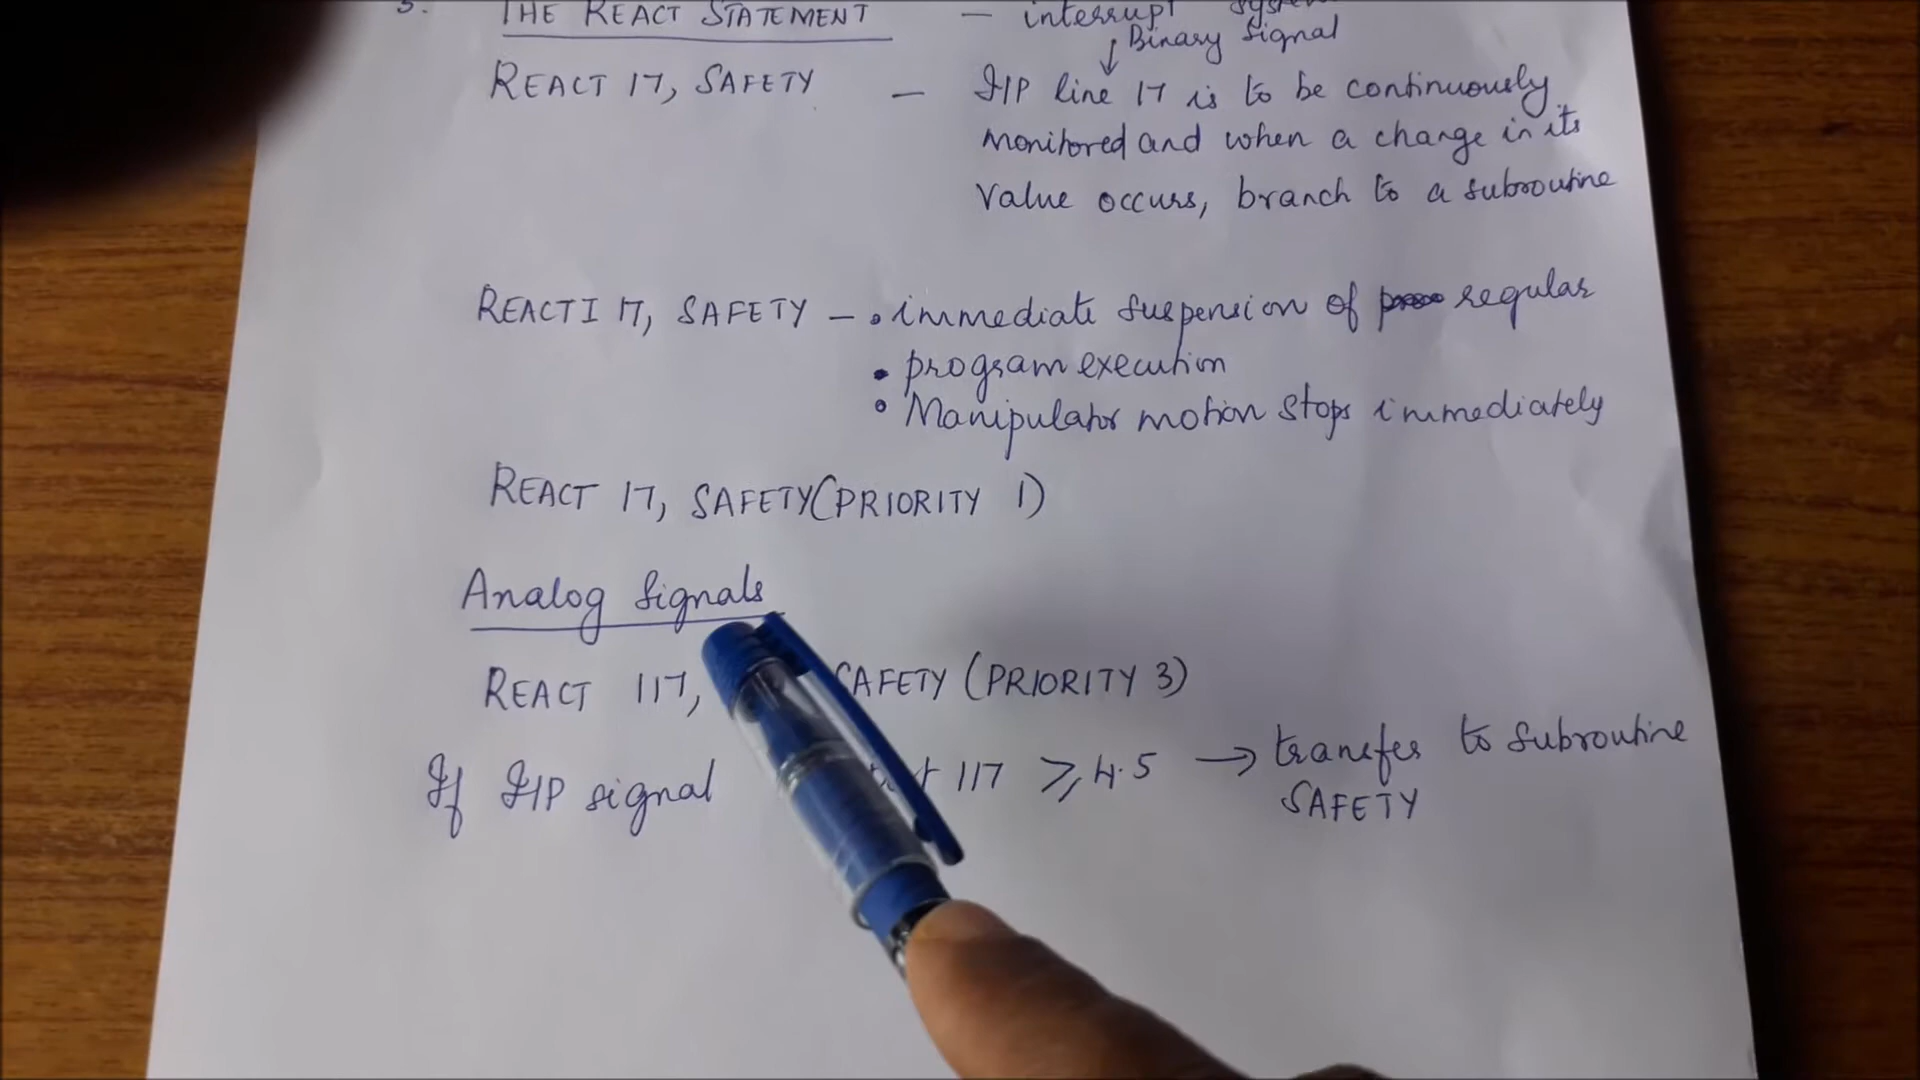 3. THE REACT STATEMENT – interrupt system
Binary Signal
REACT 17, SAFETY – I/P line 17 is to be continuously
monitored and when a change in its
value occurs, branch to a subroutine
REACTI 17, SAFETY – • immediate suspension of regular
• program execution
• Manipulator motion stops immediately
REACT 17, SAFETY (PRIORITY 1)
Analog Signals
REACT 117, SAFETY (PRIORITY 3)
If I/P signal 117 ≥ 4.5 → transfer to subroutine
SAFETY